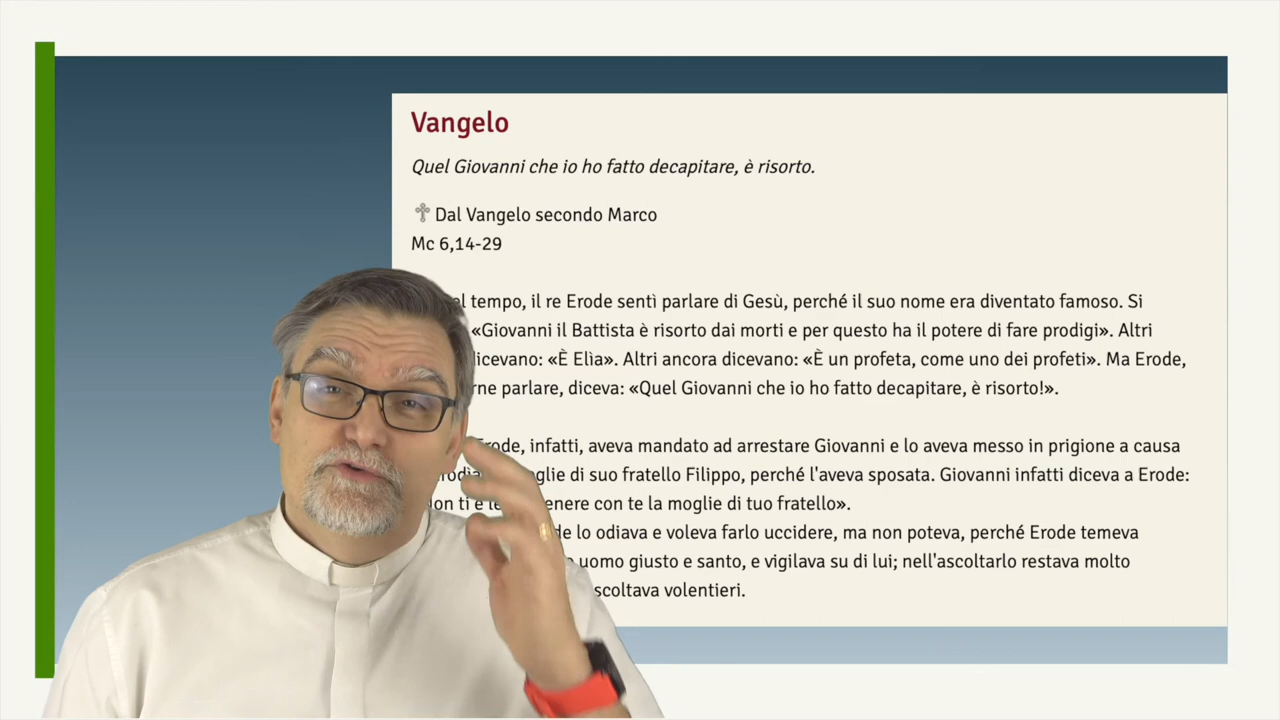 Vangelo
Quel Giovanni che io ho fatto decapitare, è risorto.
Dal Vangelo secondo Marco
Mc 6,14-29
tempo, il re Erode sentì parlare di Gesù, perché il suo nome era diventato famoso. Si
«Giovanni il Battista è risorto dai morti e per questo ha il potere di fare prodigi». Altri
dicevano: «È Elìa». Altri ancora dicevano: «È un profeta, come uno dei profeti». Ma Erode,
parlare, diceva: «Quel Giovanni che io ho fatto decapitare, è risorto!».
Erode, infatti, aveva mandato ad arrestare Giovanni e lo aveva messo in prigione a causa
di suo fratello Filippo, perché l'aveva sposata. Giovanni infatti diceva a Erode:
con te la moglie di tuo fratello».
lo odiava e voleva farlo uccidere, ma non poteva, perché Erode temeva
uomo giusto e santo, e vigilava su di lui; nell'ascoltarlo restava molto
volentieri.